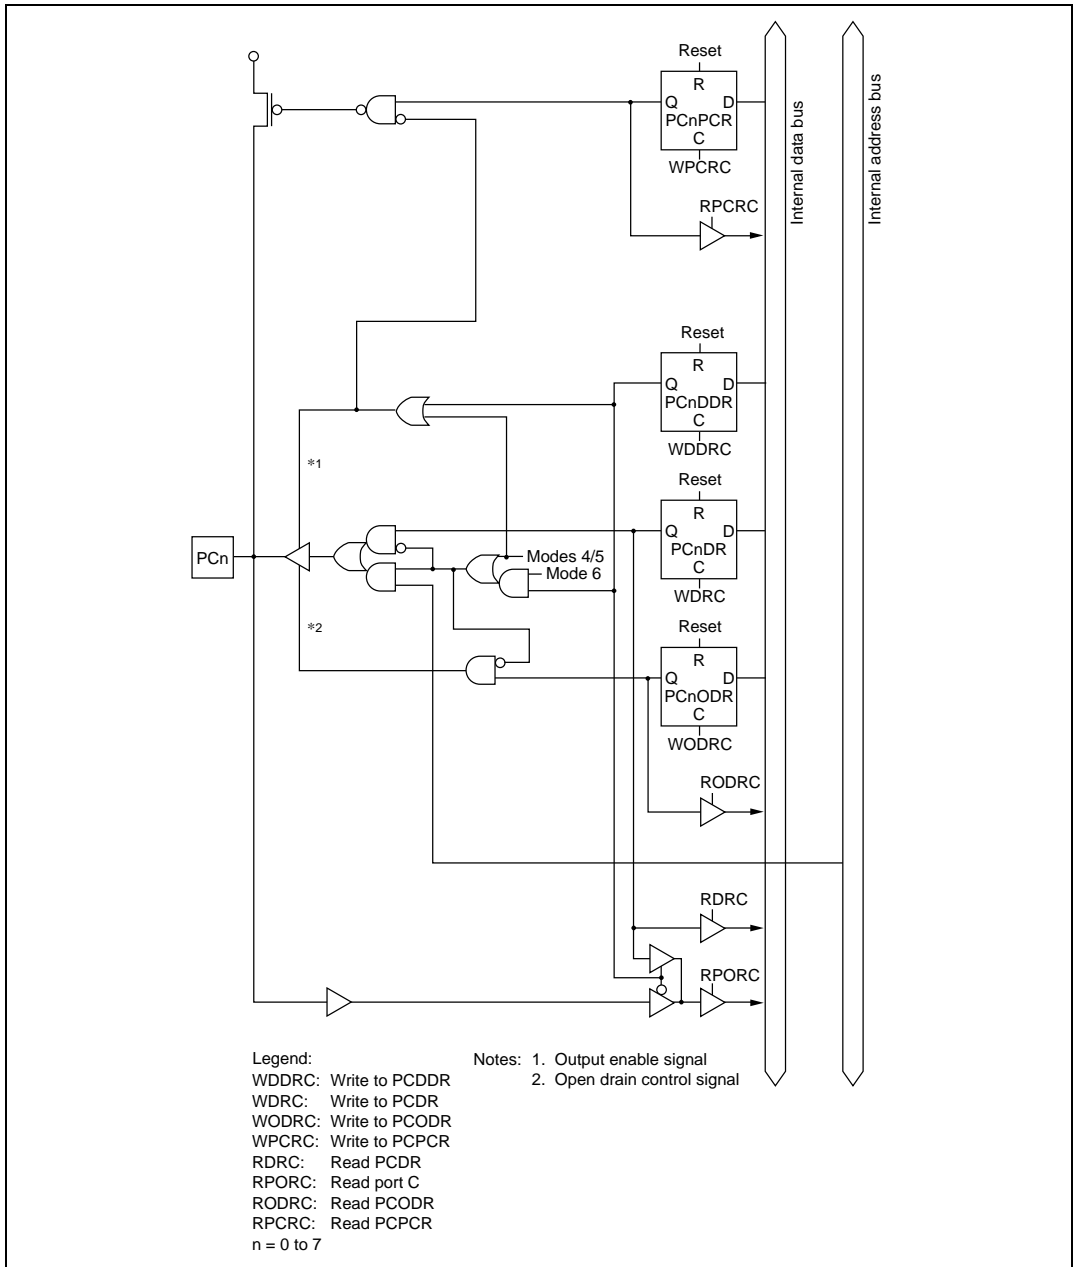 Reset
R
Q D
PCnPCR
C
WPCRC
RPCRC
Internal data bus
Internal address bus
Reset
R
Q D
PCnDDR
C
WDDRC
*1
Reset
R
Q D
PCnDR
C
WDRC
PCn
Modes 4/5
Mode 6
*2
Reset
R
Q D
PCnODR
C
WODRC
RODRC
RDRC
RPORC
Legend:
WDDRC: Write to PCDDR
WDRC: Write to PCDR
WODRC: Write to PCODR
WPCRC: Write to PCPCR
RDRC: Read PCDR
RPORC: Read port C
RODRC: Read PCODR
RPCRC: Read PCPCR
n = 0 to 7
Notes: 1. Output enable signal
2. Open drain control signal